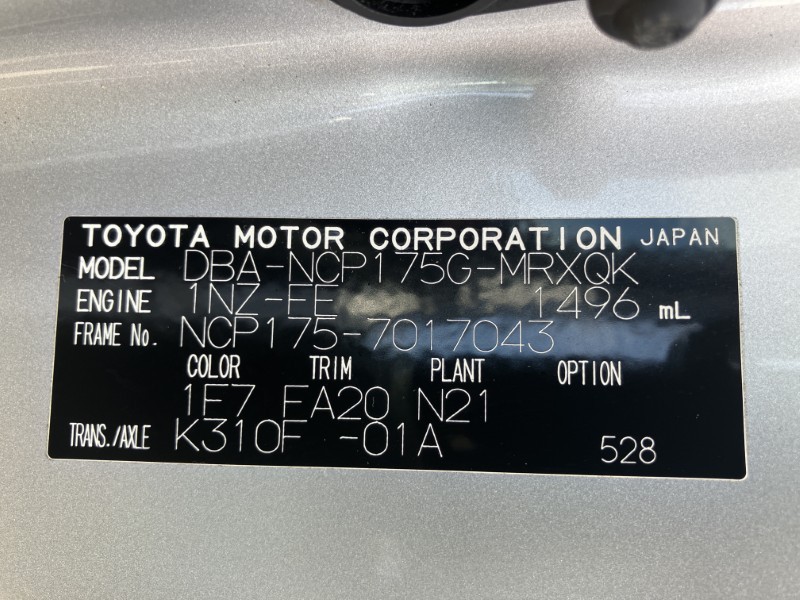 TOYOTA MOTOR CORPORATION JAPAN
MODEL DBA-NCP175G-MRXQK
ENGINE 1NZ-FE 1496 mL
FRAME No. NCP175-7017043
COLOR TRIM PLANT OPTION
1F7 FA20 N21
TRANS./AXLE K310F -01A 528